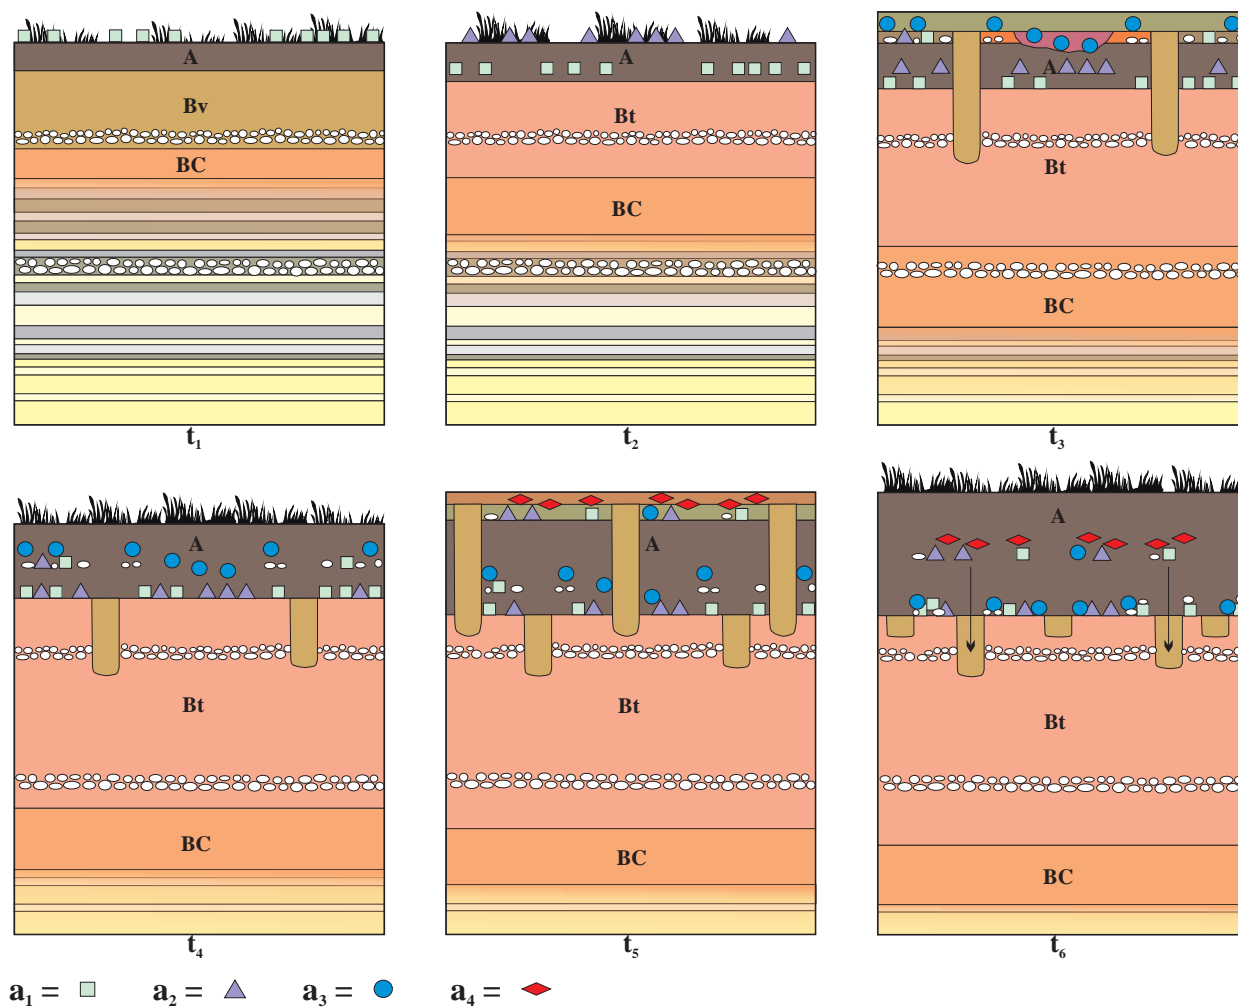 A
Bv
BC
t₁
A
Bt
BC
t₂
A
Bt
BC
t₃
A
Bt
BC
t₄
A
Bt
BC
t₅
A
Bt
BC
t₆
a₁ = a₂ = a₃ = a₄ =